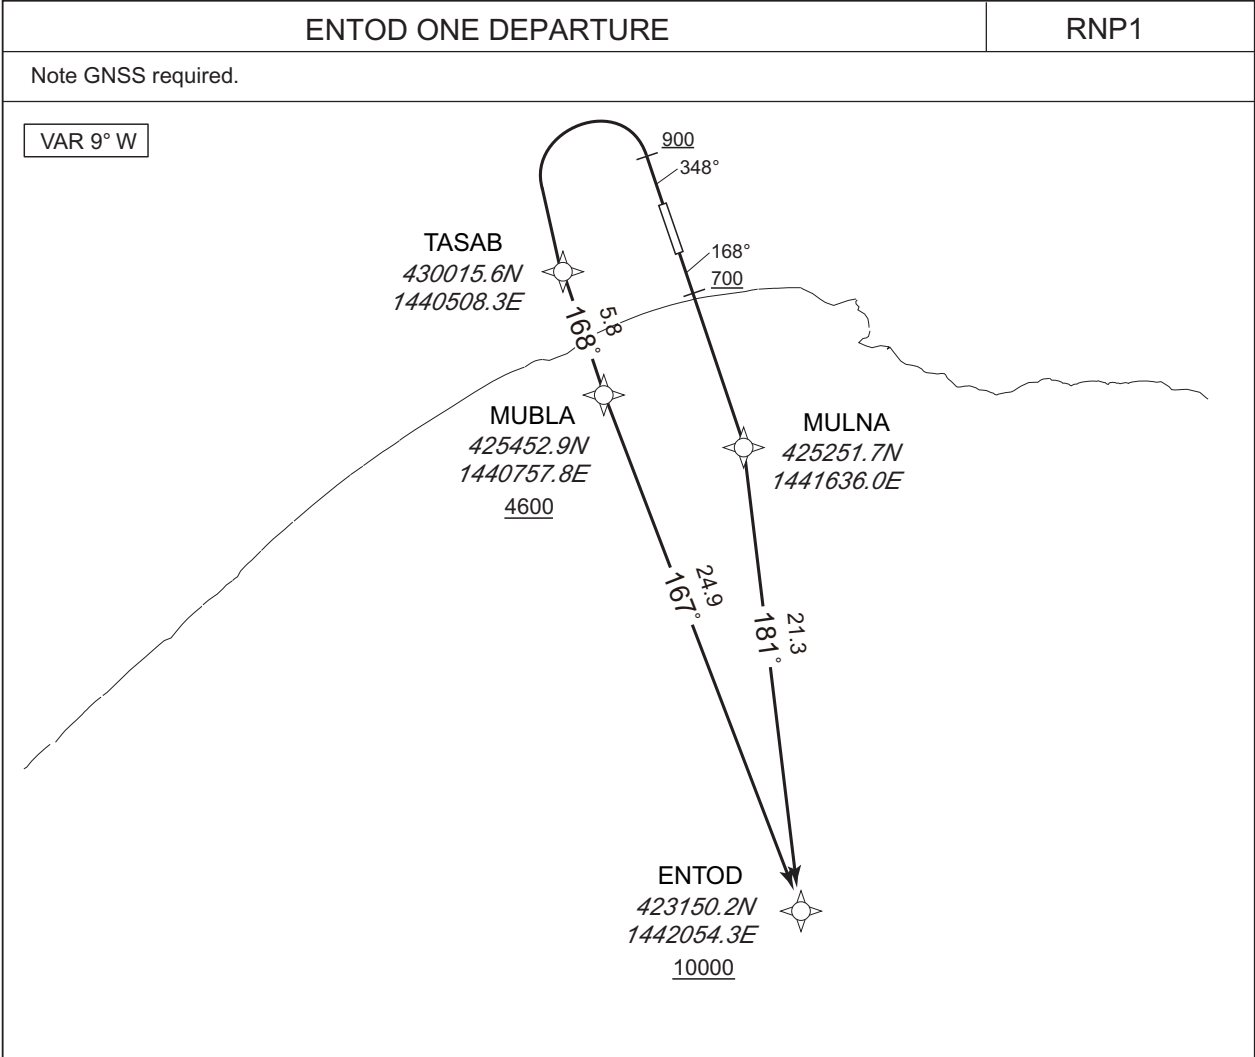 ENTOD ONE DEPARTURE
RNP1
Note GNSS required.
VAR 9° W
900
348°
TASAB
430015.6N
1440508.3E
168°
700
5.8
168°
MUBLA
425452.9N
1440757.8E
4600
MULNA
425251.7N
1441636.0E
24.9
167°
21.3
181°
ENTOD
423150.2N
1442054.3E
10000